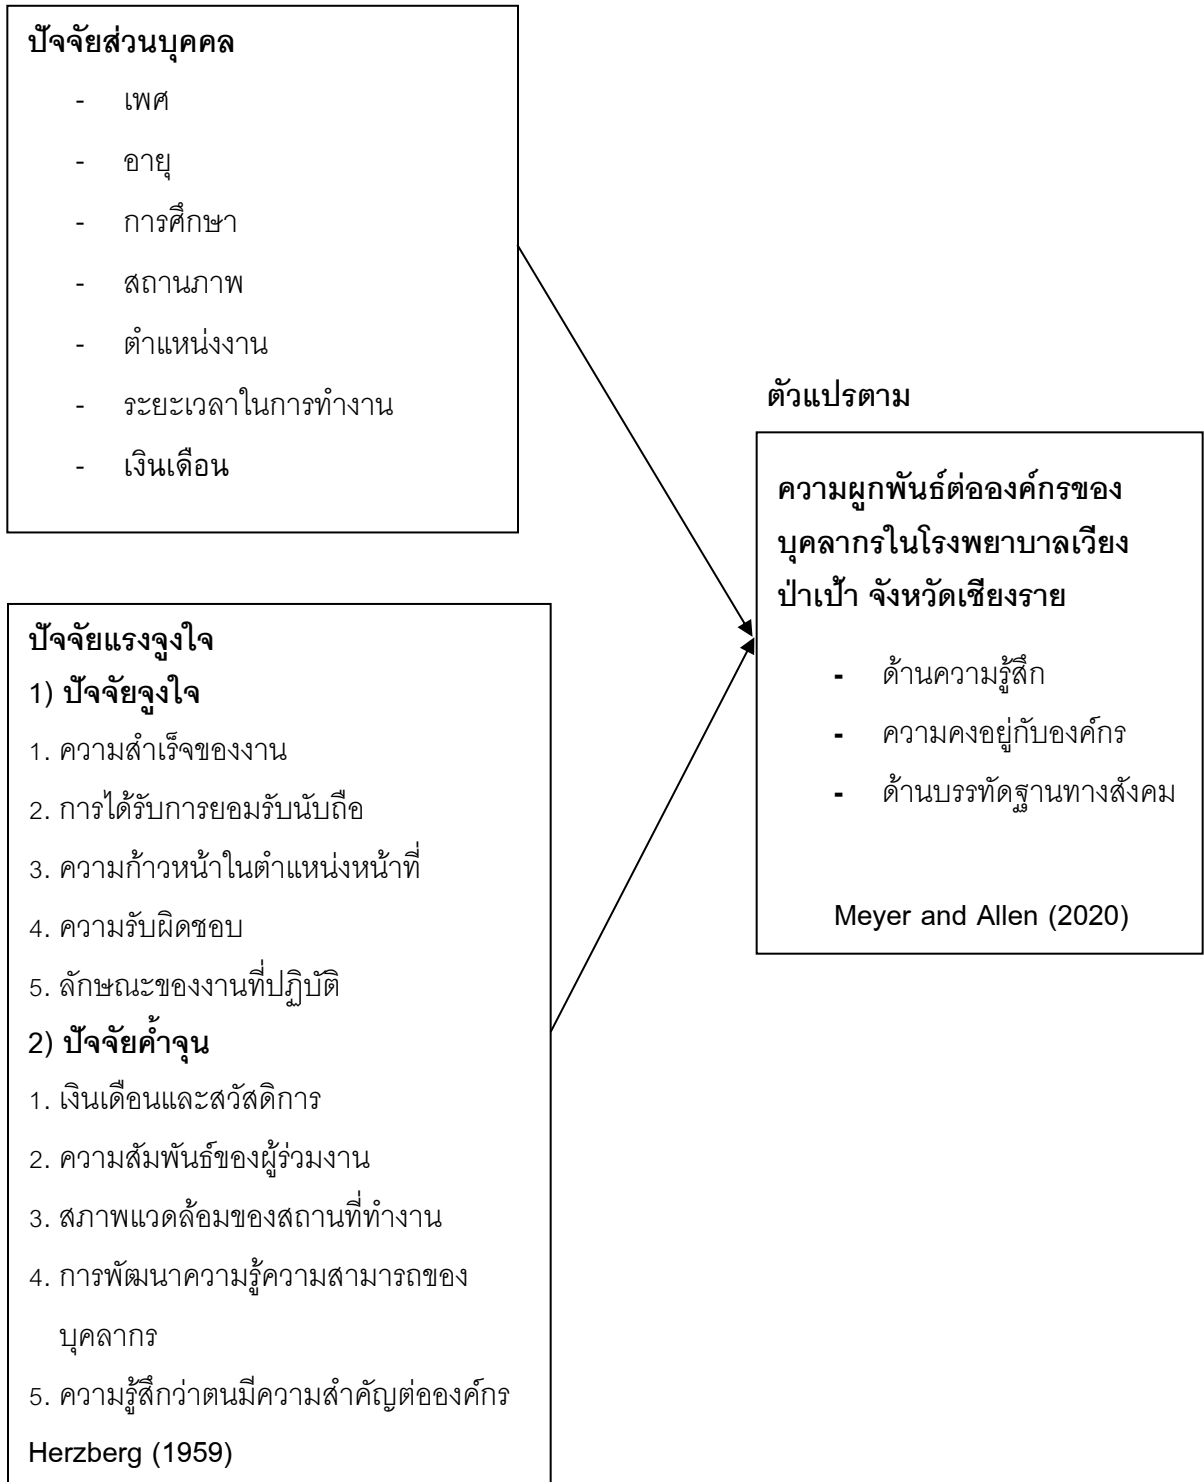 ปัจจัยส่วนบุคคล
- เพศ
- อายุ
- การศึกษา
- สถานภาพ
- ตำแหน่งงาน
- ระยะเวลาในการทำงาน
- เงินเดือน
ปัจจัยแรงจูงใจ
1) ปัจจัยจูงใจ
1. ความสำเร็จของงาน
2. การได้รับการยอมรับนับถือ
3. ความก้าวหน้าในตำแหน่งหน้าที่
4. ความรับผิดชอบ
5. ลักษณะของงานที่ปฏิบัติ
2) ปัจจัยค้ำจุน
1. เงินเดือนและสวัสดิการ
2. ความสัมพันธ์ของผู้ร่วมงาน
3. สภาพแวดล้อมของสถานที่ทำงาน
4. การพัฒนาความรู้ความสามารถของ
บุคลากร
5. ความรู้สึกว่าตนมีความสำคัญต่อองค์กร
Herzberg (1959)
ตัวแปรตาม
ความผูกพันธ์ต่อองค์กรของ
บุคลากรในโรงพยาบาลเวียง
ป่าเป้า จังหวัดเชียงราย
- ด้านความรู้สึก
- ความคงอยู่กับองค์กร
- ด้านบรรทัดฐานทางสังคม
Meyer and Allen (2020)